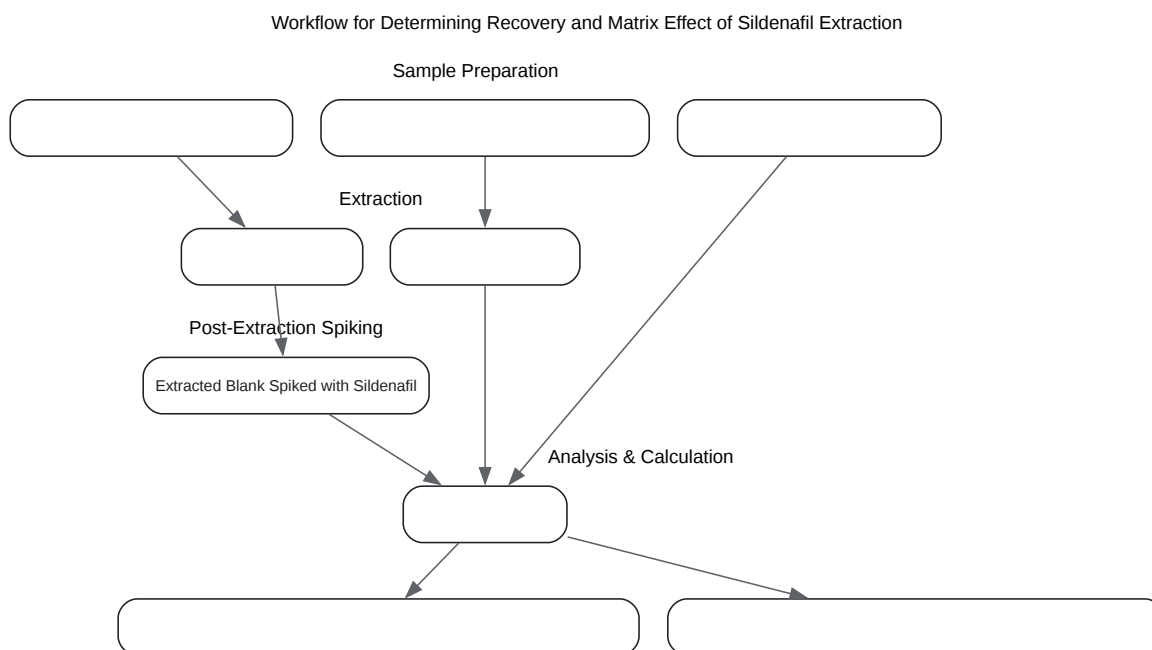 Workflow for Determining Recovery and Matrix Effect of Sildenafil Extraction
Sample Preparation
Extraction
Post-Extraction Spiking
Extracted Blank Spiked with Sildenafil
Analysis & Calculation